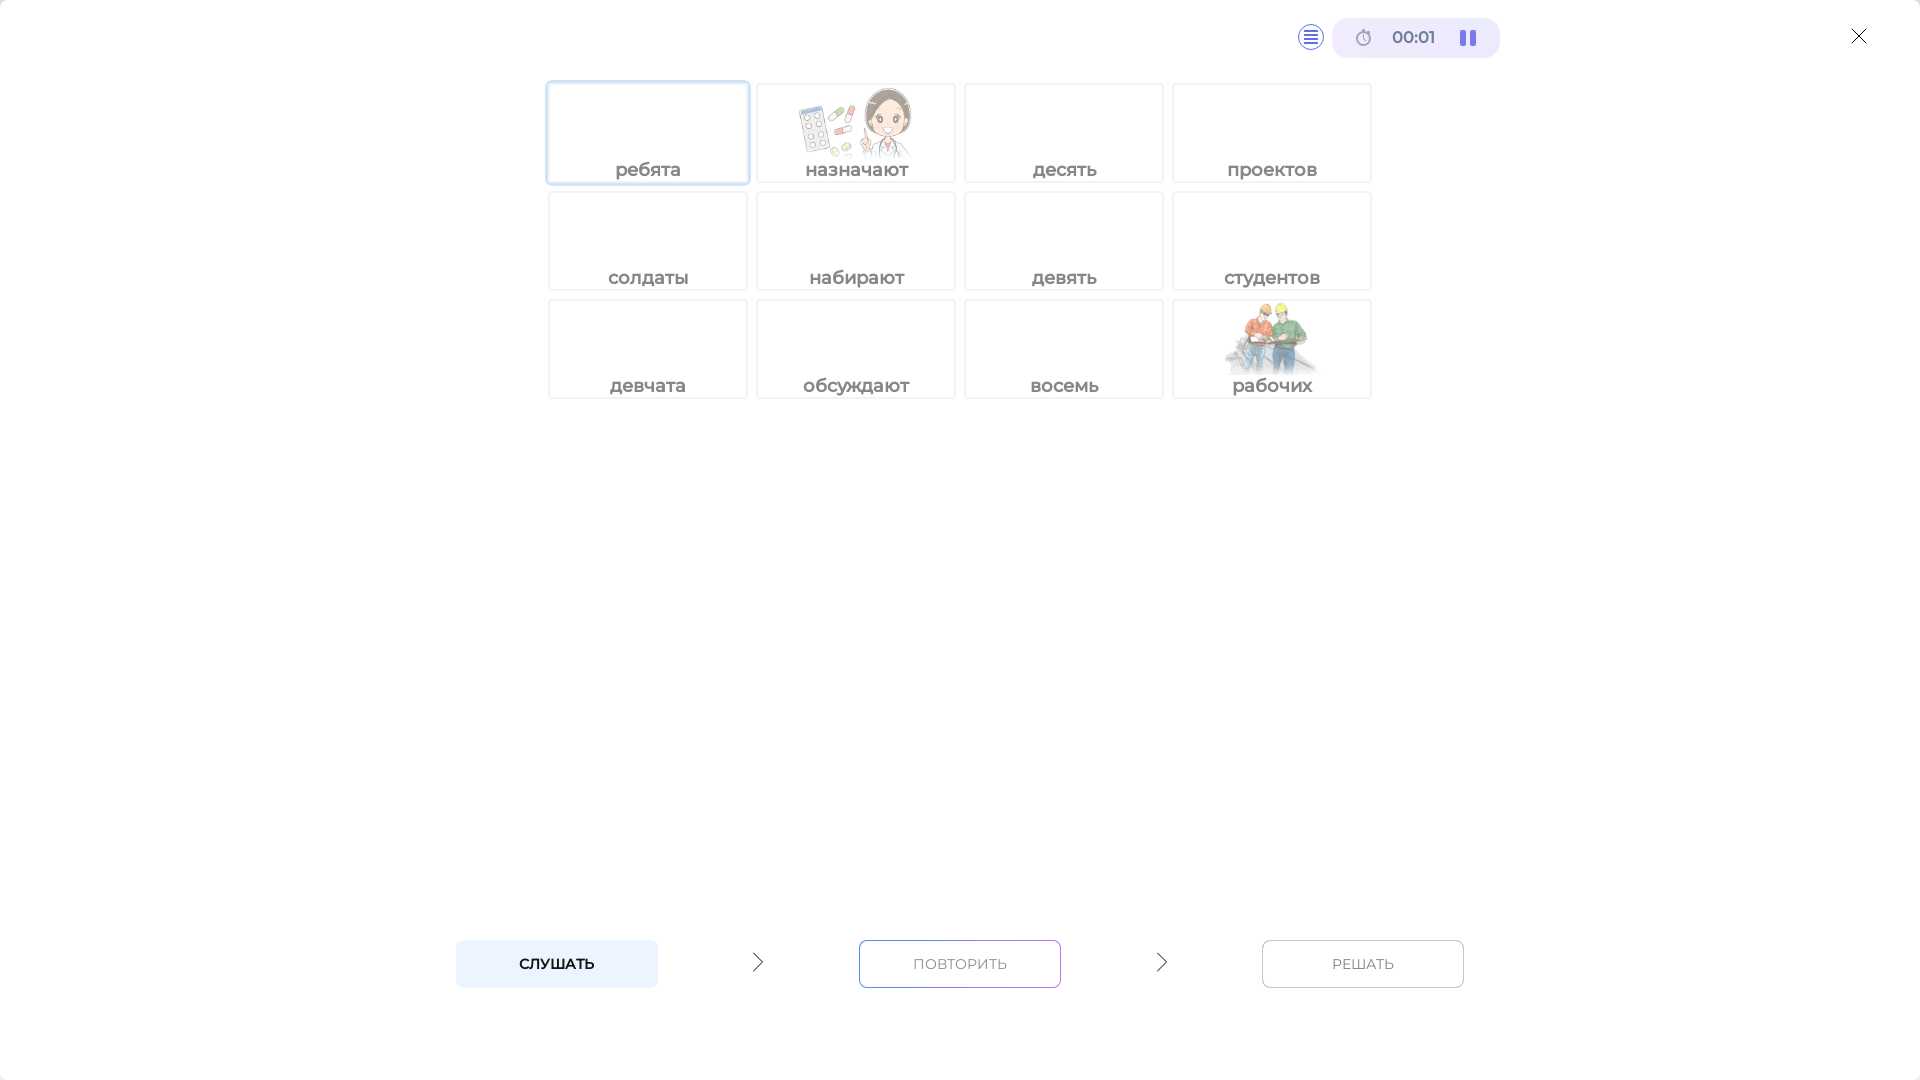 00:01
ребята назначают десять проектов
солдаты набирают девять студентов
девчата обсуждают восемь рабочих
СЛУШАТЬ ПОВТОРИТЬ РЕШАТЬ